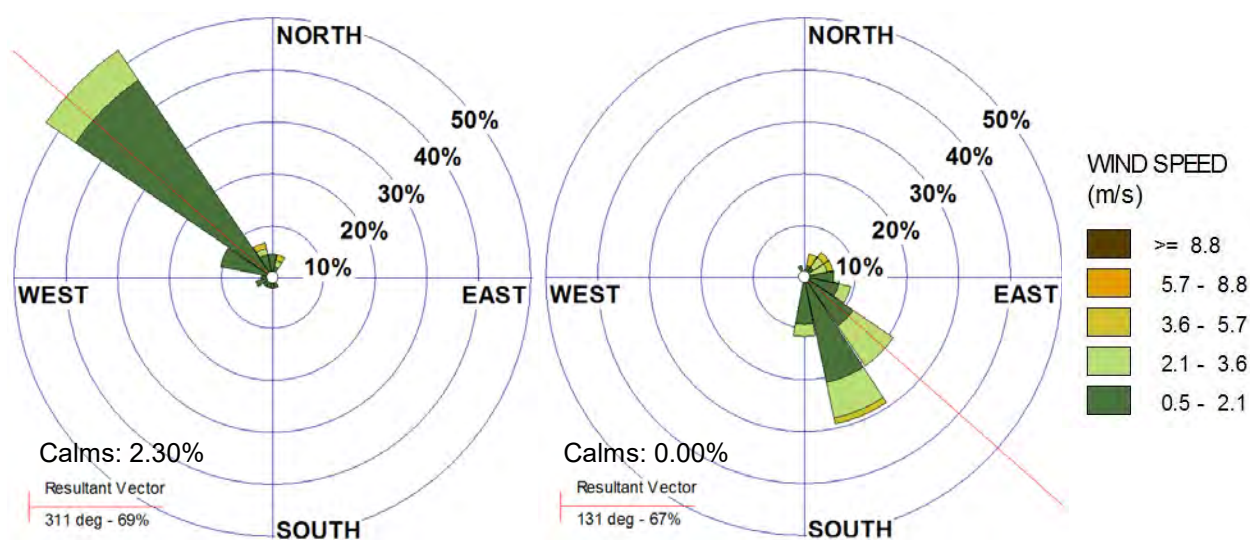 NORTH
50%
40%
30%
20%
10%
WEST
EAST
Calms: 2.30%
Resultant Vector
311 deg - 69%
SOUTH
NORTH
50%
40%
30%
20%
10%
WEST
EAST
Calms: 0.00%
Resultant Vector
131 deg - 67%
SOUTH
WIND SPEED
(m/s)
>= 8.8
5.7 - 8.8
3.6 - 5.7
2.1 - 3.6
0.5 - 2.1